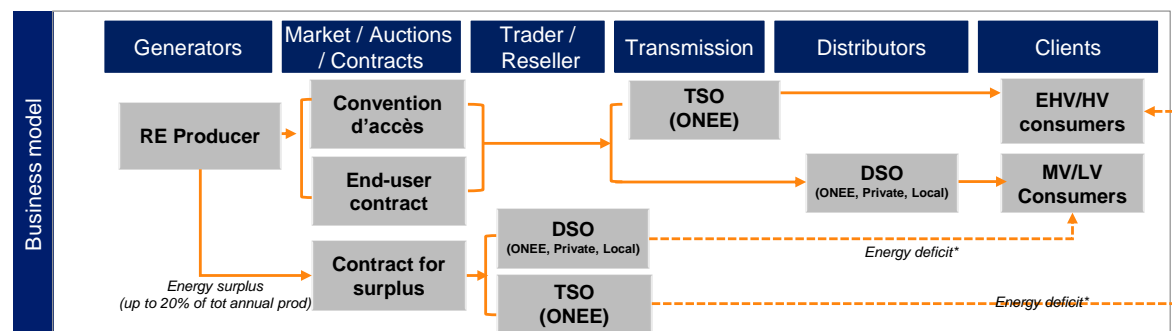 Business model
Generators
Market / Auctions
/ Contracts
Trader /
Reseller
Transmission
Distributors
Clients
RE Producer
Convention
d'accès
End-user
contract
TSO
(ONEE)
EHV/HV
consumers
DSO
(ONEE, Private, Local)
MV/LV
Consumers
Contract for
surplus
DSO
(ONEE, Private, Local)
TSO
(ONEE)
Energy surplus
(up to 20% of tot annual prod)
Energy deficit*
Energy deficit*